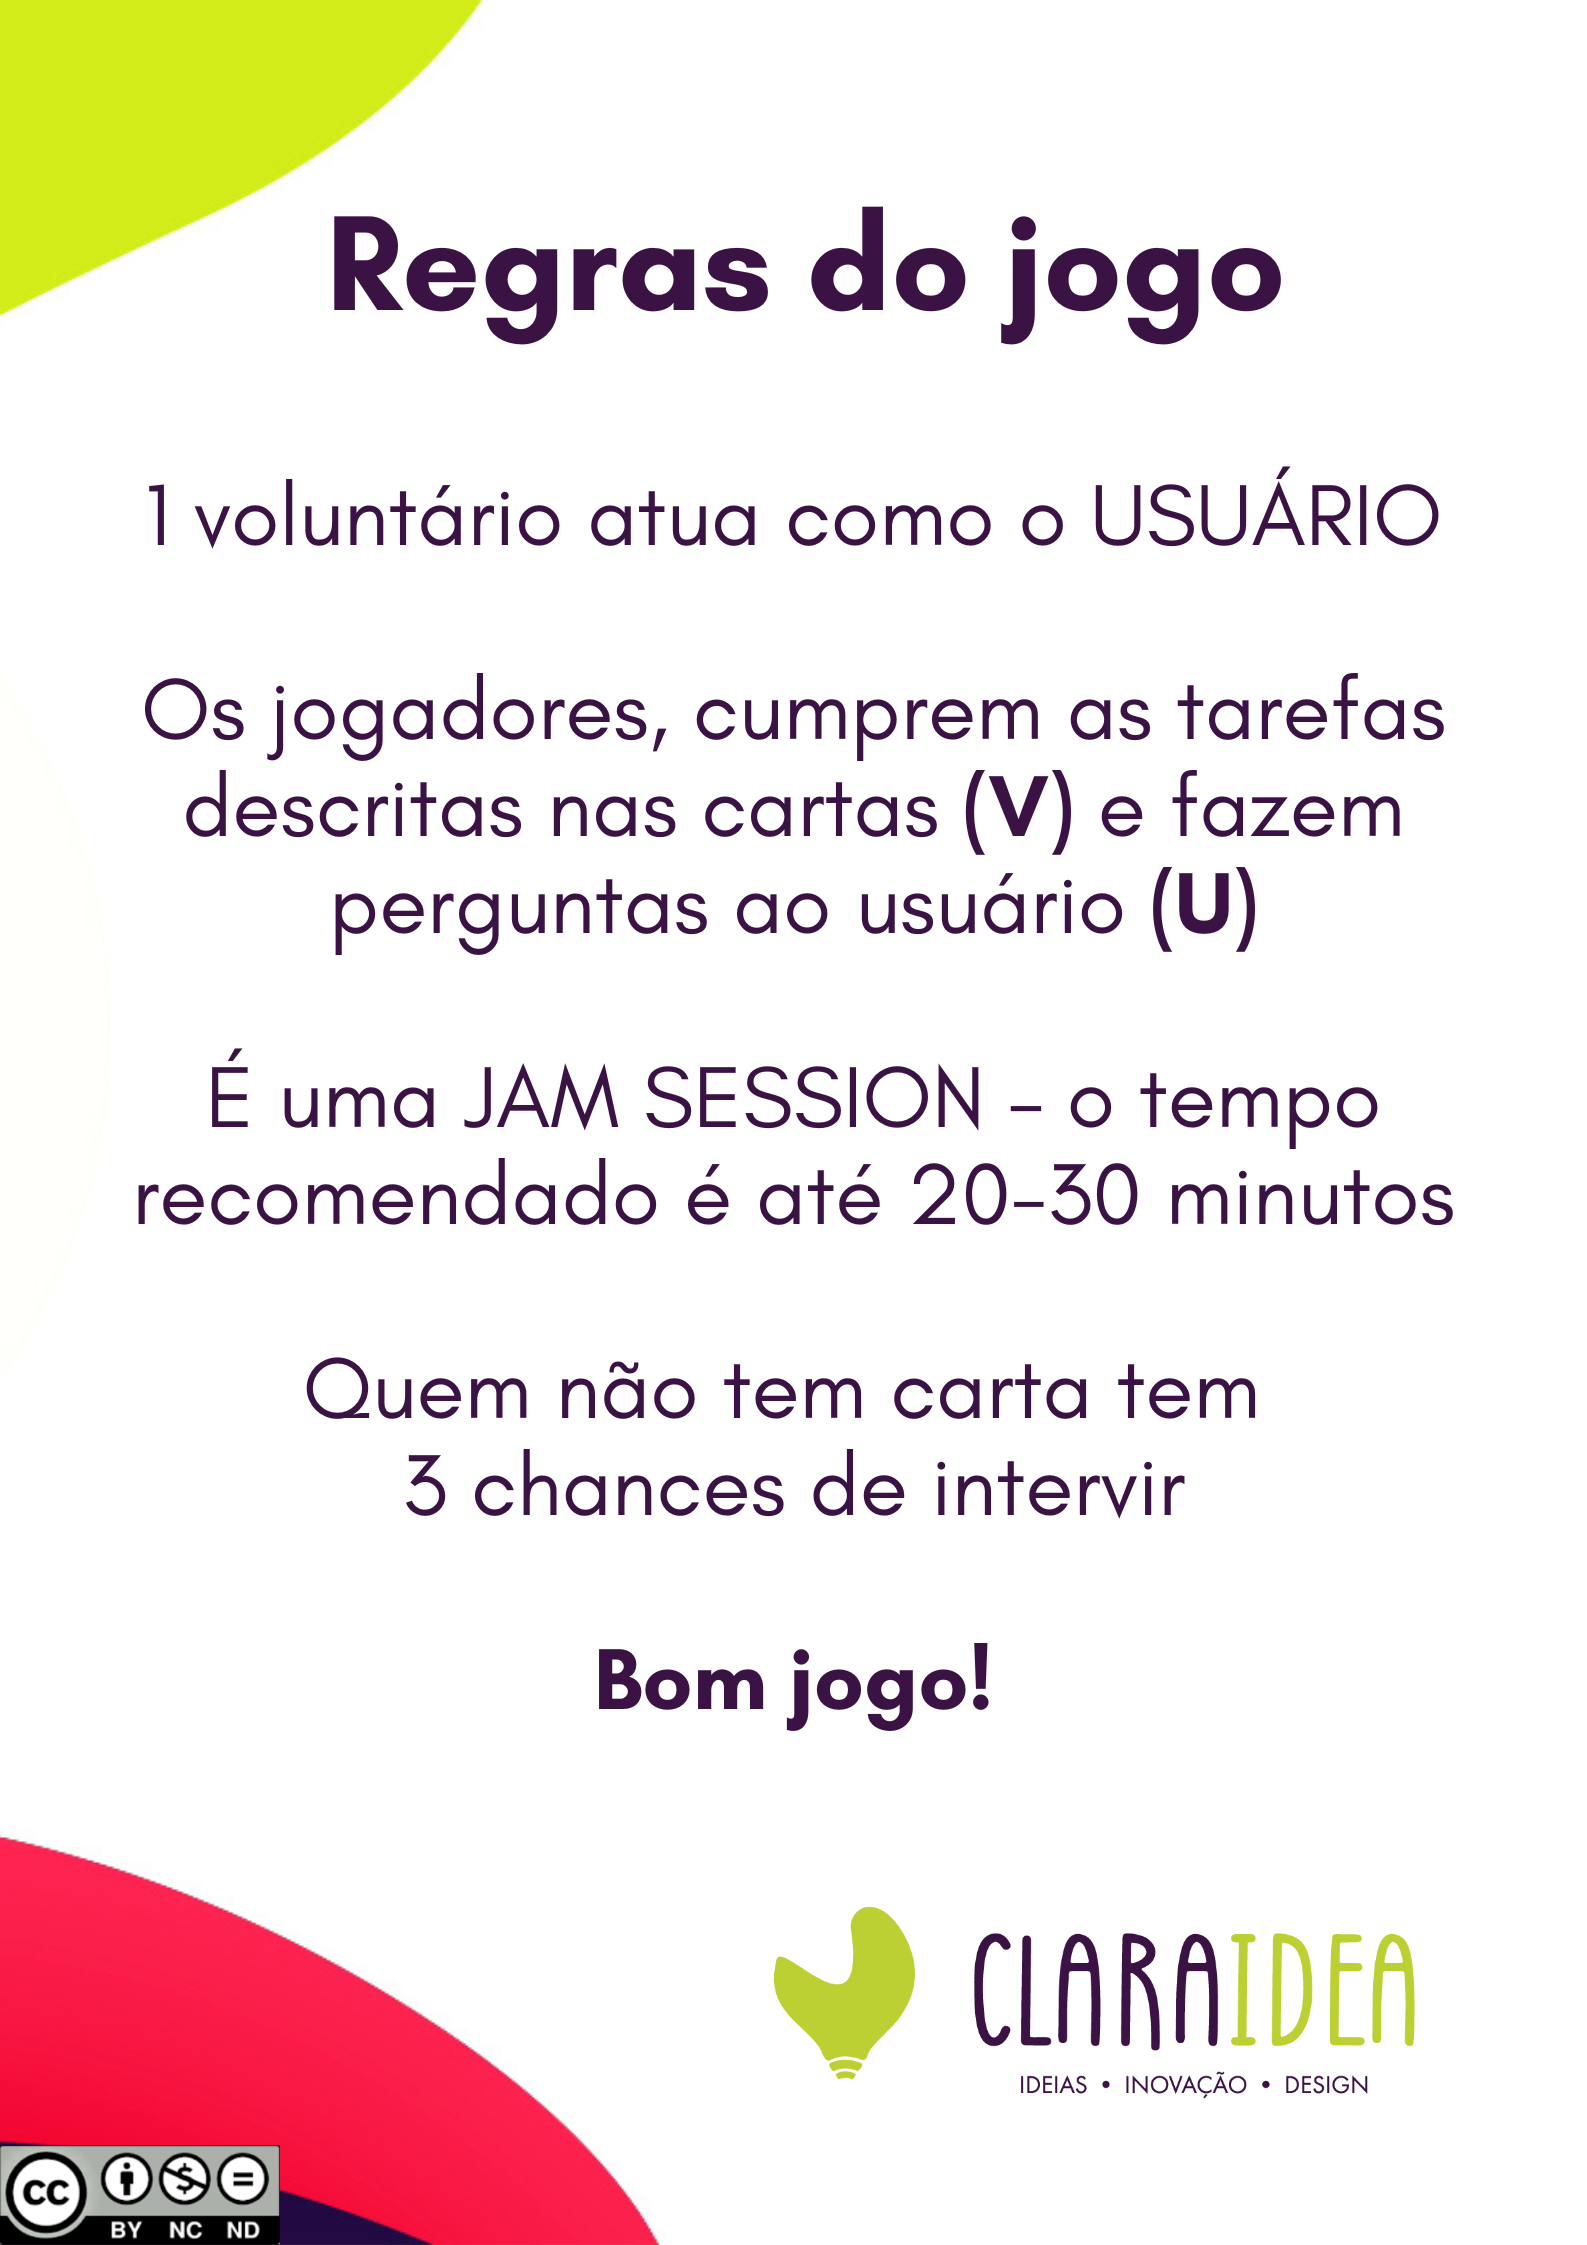 Regras do jogo
1 voluntário atua como o USUÁRIO
Os jogadores, cumprem as tarefas
descritas nas cartas (V) e fazem
perguntas ao usuário (U)
É uma JAM SESSION - o tempo
recomendado é até 20-30 minutos
Quem não tem carta tem
3 chances de intervir
Bom jogo!
CLARAIDEA
IDEIAS • INOVAÇÃO • DESIGN
CC
BY NC ND